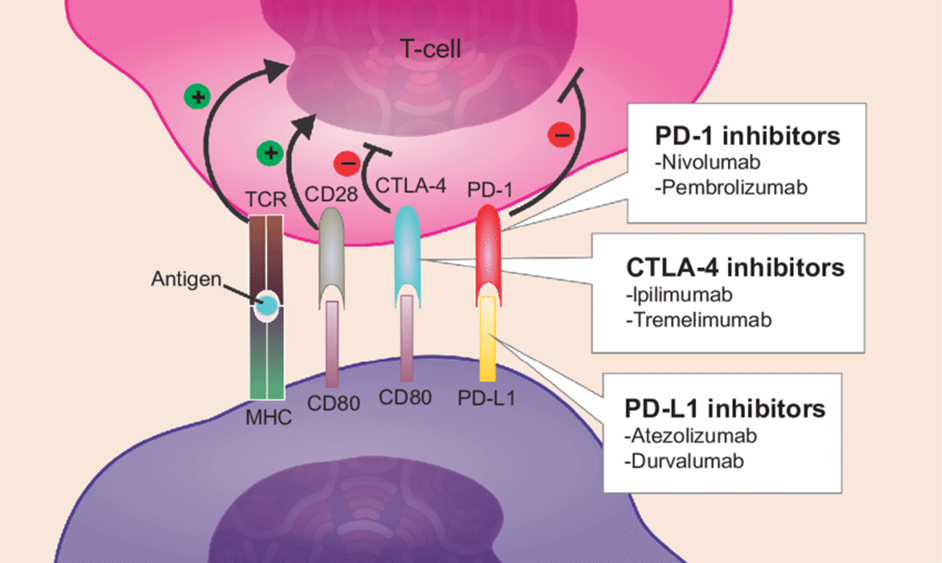 T-cell
+
+
−
−
TCR
CD28
CTLA-4
PD-1
Antigen
MHC
CD80
CD80
PD-L1
PD-1 inhibitors
-Nivolumab
-Pembrolizumab
CTLA-4 inhibitors
-Ipilimumab
-Tremelimumab
PD-L1 inhibitors
-Atezolizumab
-Durvalumab